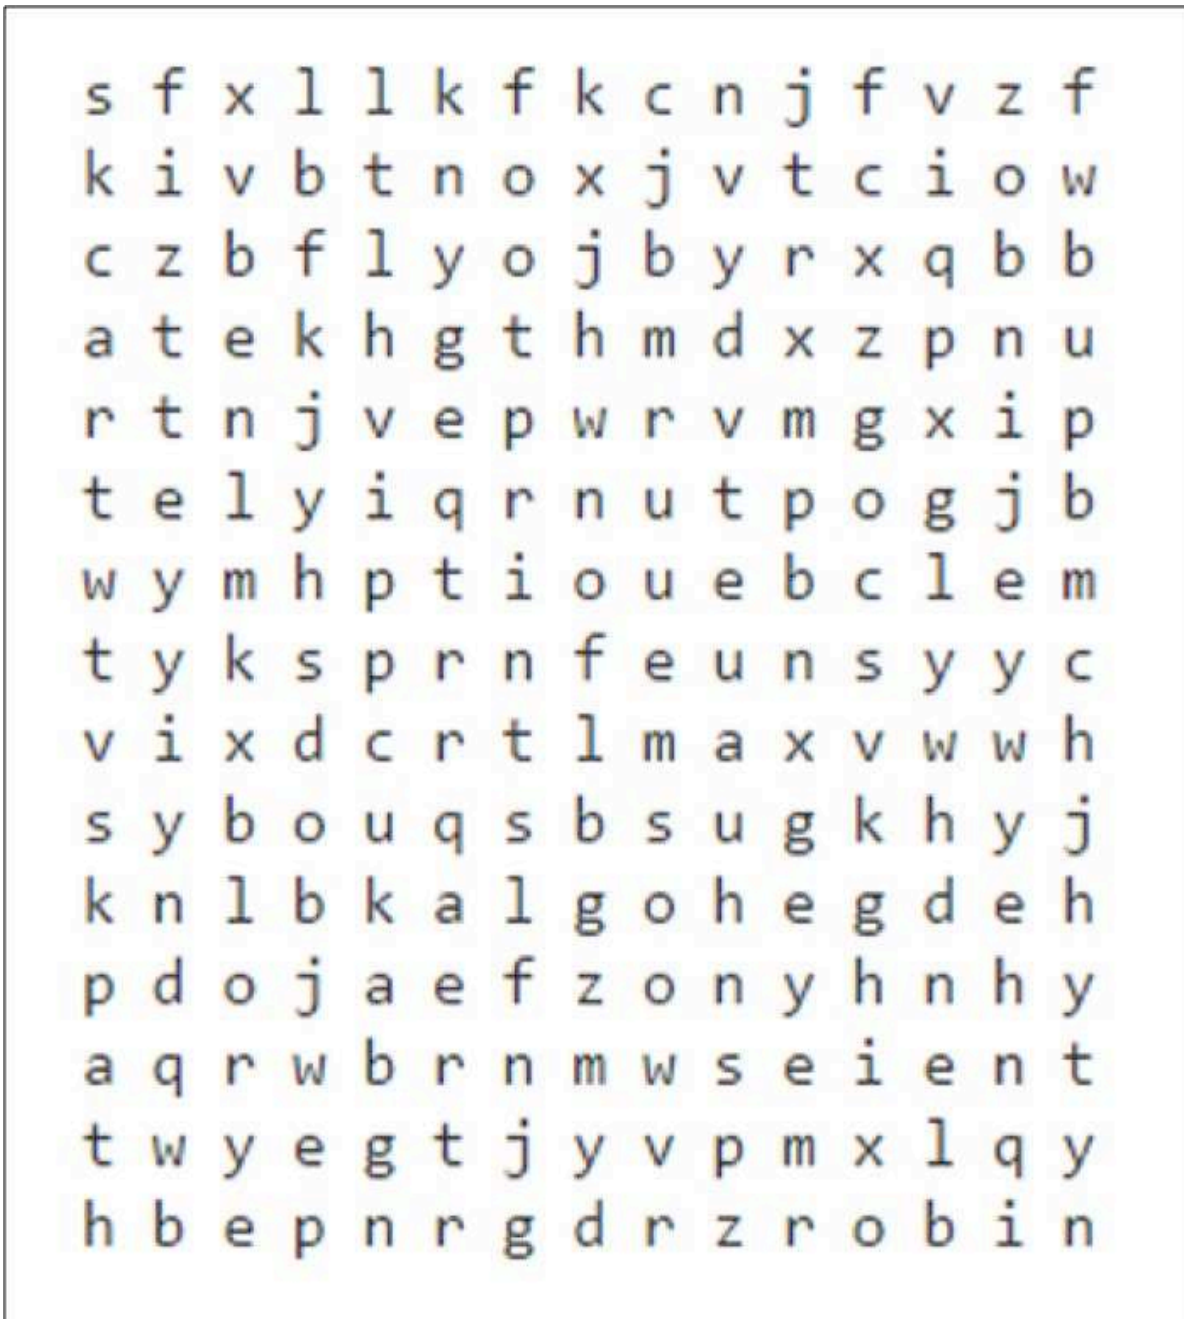 s f x l l k f k c n j f v z f
k i v b t n o x j v t c i o w
c z b f l y o j b y r x q b b
a t e k h g t h m d x z p n u
r t n j v e p w r v m g x i p
t e l y i q r n u t p o g j b
w y m h p t i o u e b c l e m
t y k s p r n f e u n s y y c
v i x d c r t l m a x v w w h
s y b o u q s b s u g k h y j
k n l b k a l g o h e g d e h
p d o j a e f z o n y h n h y
a q r w b r n m w s e i e n t
t w y e g t j y v p m x l q y
h b e p n r g d r z r o b i n